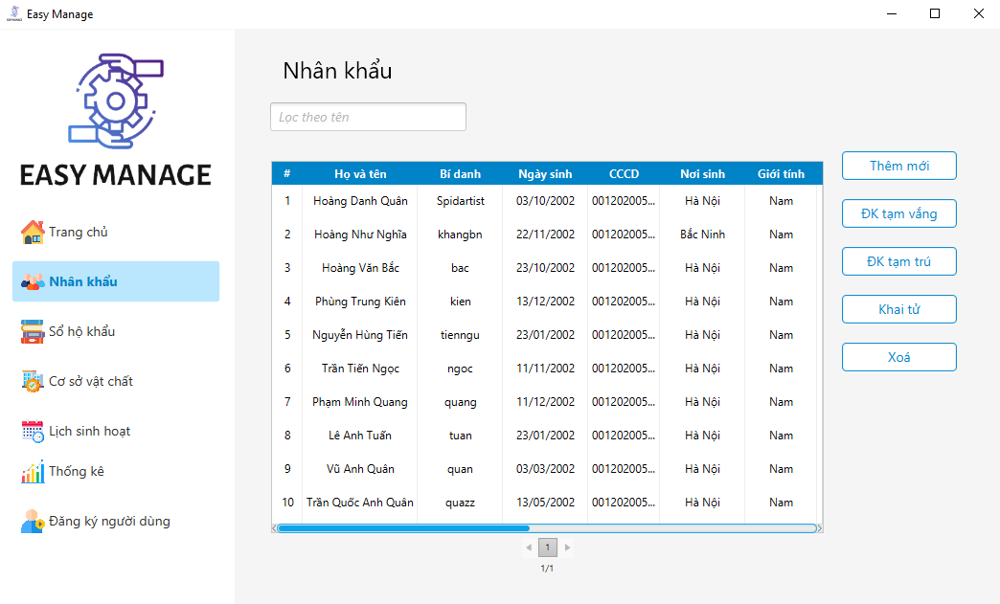 Easy Manage
EASY MANAGE
Trang chủ
Nhân khẩu
Sổ hộ khẩu
Cơ sở vật chất
Lịch sinh hoạt
Thống kê
Đăng ký người dùng
Nhân khẩu
Lọc theo tên
# Họ và tên Bí danh Ngày sinh CCCD Nơi sinh Giới tính
1 Hoàng Danh Quân Spidartist 03/10/2002 001202005... Hà Nội Nam
2 Hoàng Như Nghĩa khangbn 22/11/2002 001202005... Bắc Ninh Nam
3 Hoàng Văn Bắc bac 23/10/2002 001202005... Hà Nội Nam
4 Phùng Trung Kiên kien 13/12/2002 001202005... Hà Nội Nam
5 Nguyễn Hùng Tiến tienngu 23/01/2002 001202005... Hà Nội Nam
6 Trần Tiến Ngọc ngoc 11/11/2002 001202005... Hà Nội Nam
7 Phạm Minh Quang quang 11/12/2002 001202005... Hà Nội Nam
8 Lê Anh Tuấn tuan 23/01/2002 001202005... Hà Nội Nam
9 Vũ Anh Quân quan 03/03/2002 001202005... Hà Nội Nam
10 Trần Quốc Anh Quân quazz 13/05/2002 001202005... Hà Nội Nam
1
1/1
Thêm mới
ĐK tạm vắng
ĐK tạm trú
Khai tử
Xoá